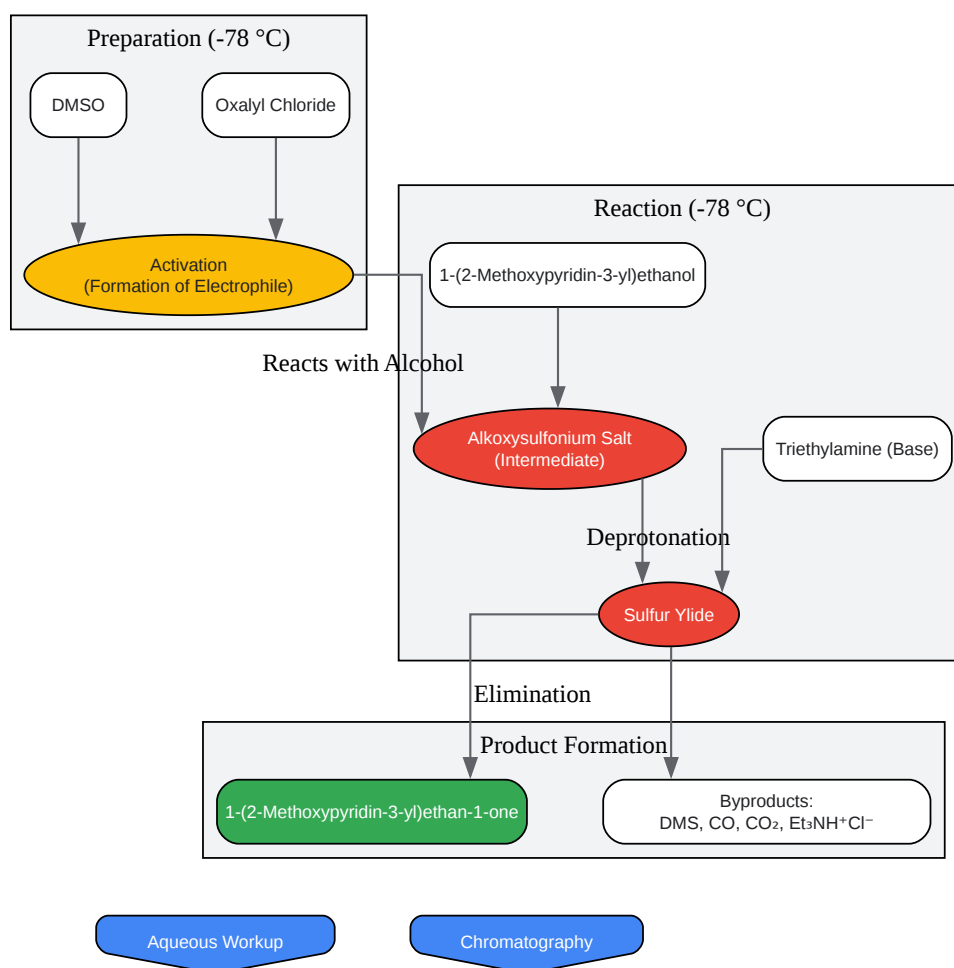 Preparation (-78 °C)
DMSO
Oxalyl Chloride
Activation
(Formation of Electrophile)
Reaction (-78 °C)
1-(2-Methoxypyridin-3-yl)ethanol
Reacts with Alcohol
Alkoxysulfonium Salt
(Intermediate)
Triethylamine (Base)
Deprotonation
Sulfur Ylide
Elimination
Product Formation
1-(2-Methoxypyridin-3-yl)ethan-1-one
Byproducts:
DMS, CO, CO₂, Et₃NH⁺Cl⁻
Aqueous Workup
Chromatography